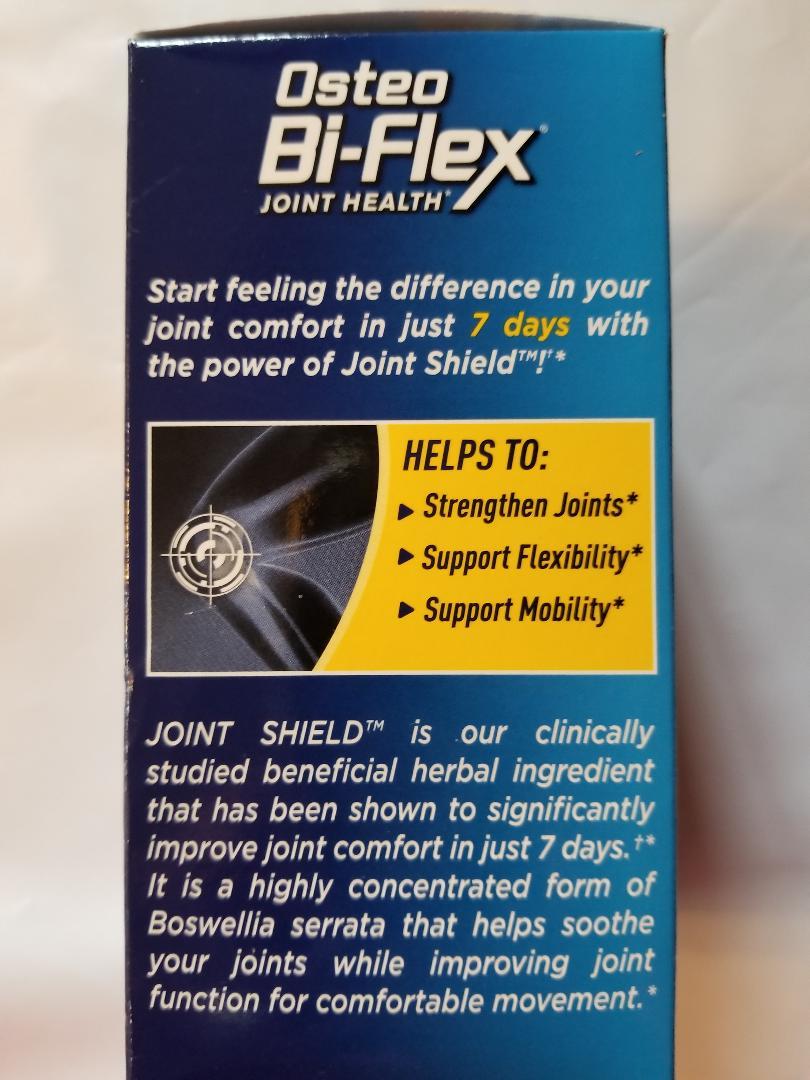 Osteo
Bi-Flex®
JOINT HEALTH*
Start feeling the difference in your
joint comfort in just 7 days with
the power of Joint Shield™!†*
HELPS TO:
▶ Strengthen Joints*
▶ Support Flexibility*
▶ Support Mobility*
JOINT SHIELD™ is our clinically
studied beneficial herbal ingredient
that has been shown to significantly
improve joint comfort in just 7 days.†*
It is a highly concentrated form of
Boswellia serrata that helps soothe
your joints while improving joint
function for comfortable movement.*